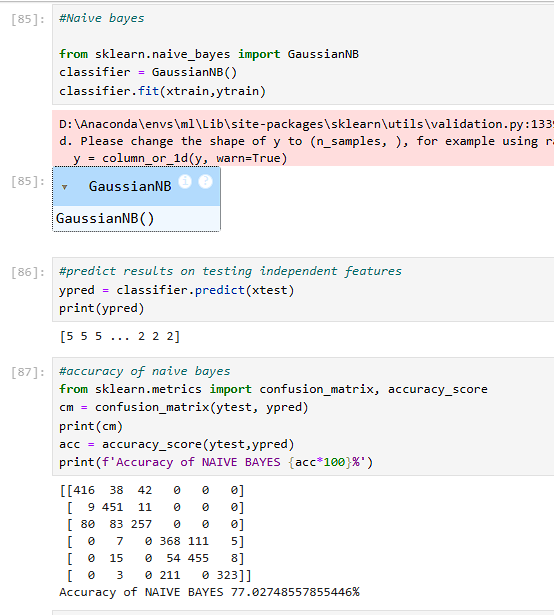 [85]: #Naive bayes
from sklearn.naive_bayes import GaussianNB
classifier = GaussianNB()
classifier.fit(xtrain,ytrain)
D:\Anaconda\envs\ml\Lib\site-packages\sklearn\utils\validation.py:1339
d. Please change the shape of y to (n_samples, ), for example using ra
y = column_or_1d(y, warn=True)
[85]: ▾ GaussianNB i ?
GaussianNB()
[86]: #predict results on testing independent features
ypred = classifier.predict(xtest)
print(ypred)
[5 5 5 ... 2 2 2]
[87]: #accuracy of naive bayes
from sklearn.metrics import confusion_matrix, accuracy_score
cm = confusion_matrix(ytest, ypred)
print(cm)
acc = accuracy_score(ytest,ypred)
print(f'Accuracy of NAIVE BAYES {acc*100}%')
[[416 38 42 0 0 0]
[ 9 451 11 0 0 0]
[ 80 83 257 0 0 0]
[ 0 7 0 368 111 5]
[ 0 15 0 54 455 8]
[ 0 3 0 211 0 323]]
Accuracy of NAIVE BAYES 77.02748557855446%